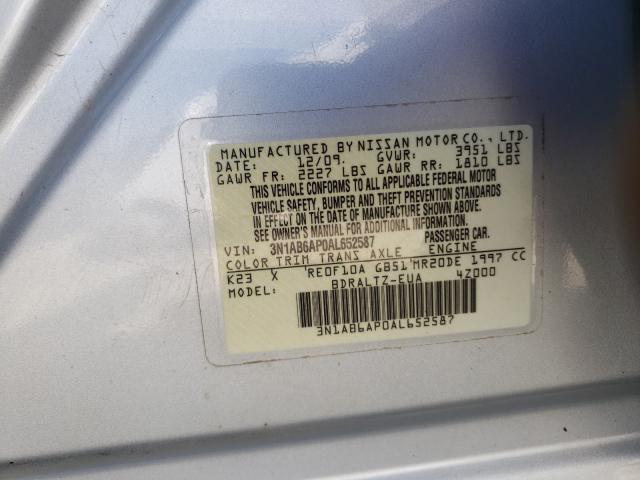 MANUFACTURED BY NISSAN MOTOR CO., LTD.
DATE: 12/09. GVWR: 3951 LBS
GAWR FR: 2227 LBS GAWR RR: 1810 LBS
THIS VEHICLE CONFORMS TO ALL APPLICABLE FEDERAL MOTOR
VEHICLE SAFETY, BUMPER AND THEFT PREVENTION STANDARDS
IN EFFECT ON THE DATE OF MANUFACTURE SHOWN ABOVE.
SEE OWNER'S MANUAL FOR ADDITIONAL INFORMATION.
VIN: 3N1AB6AP0AL652587 PASSENGER CAR.
COLOR TRIM TRANS AXLE ENGINE
K23 X RE0F10A GB51 MR20DE 1997 CC
MODEL: BDRALTZ-EUA 4Z000
3N1AB6AP0AL652587